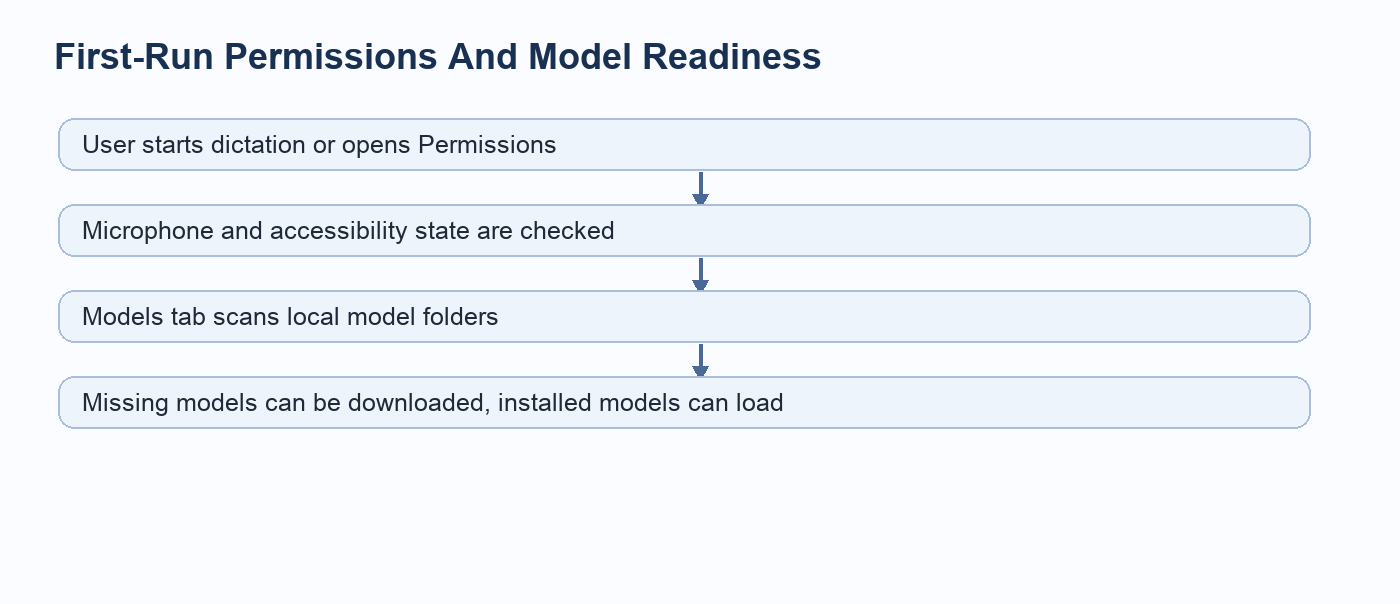 First-Run Permissions And Model Readiness
User starts dictation or opens Permissions
Microphone and accessibility state are checked
Models tab scans local model folders
Missing models can be downloaded, installed models can load